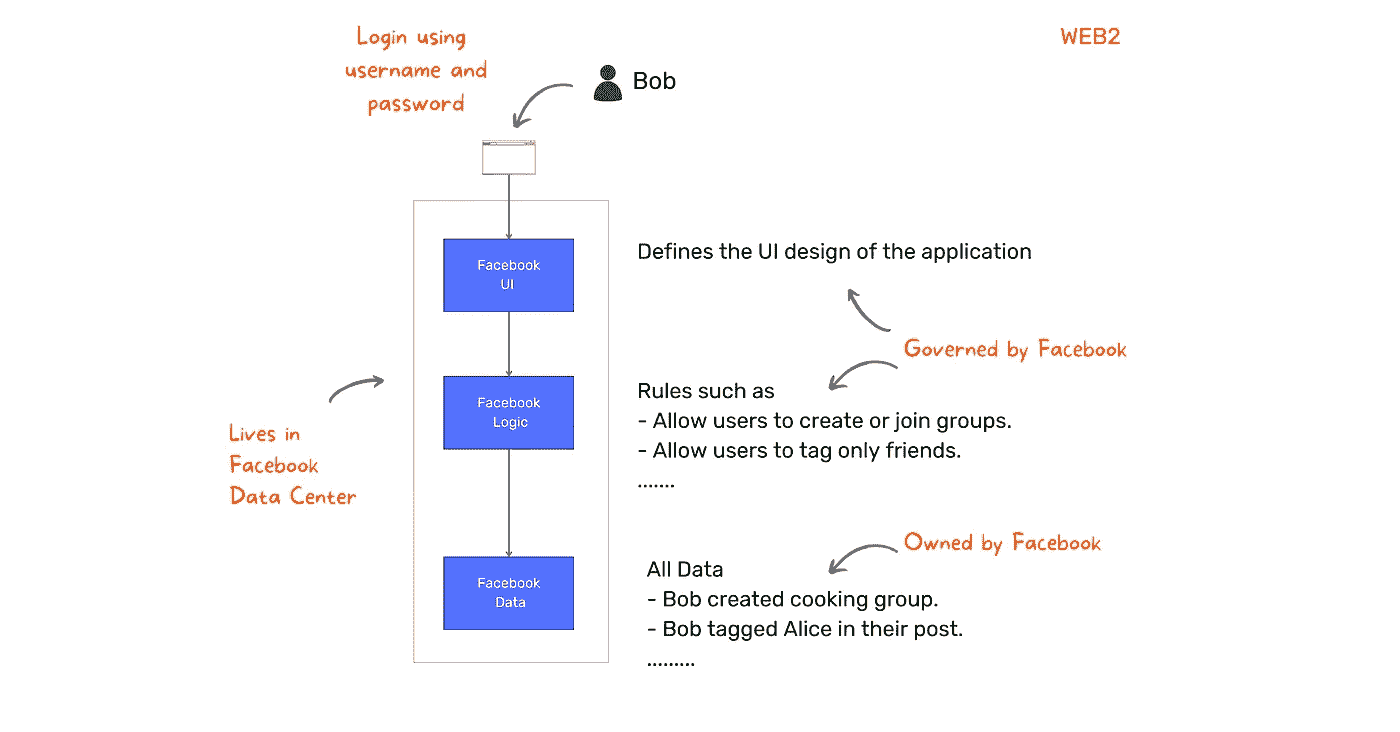 Login using
username and
password
Bob
WEB2
Facebook
UI
Defines the UI design of the application
Governed by Facebook
Facebook
Logic
Rules such as
- Allow users to create or join groups.
- Allow users to tag only friends.
.......
Lives in
Facebook
Data Center
Owned by Facebook
Facebook
Data
All Data
- Bob created cooking group.
- Bob tagged Alice in their post.
.........